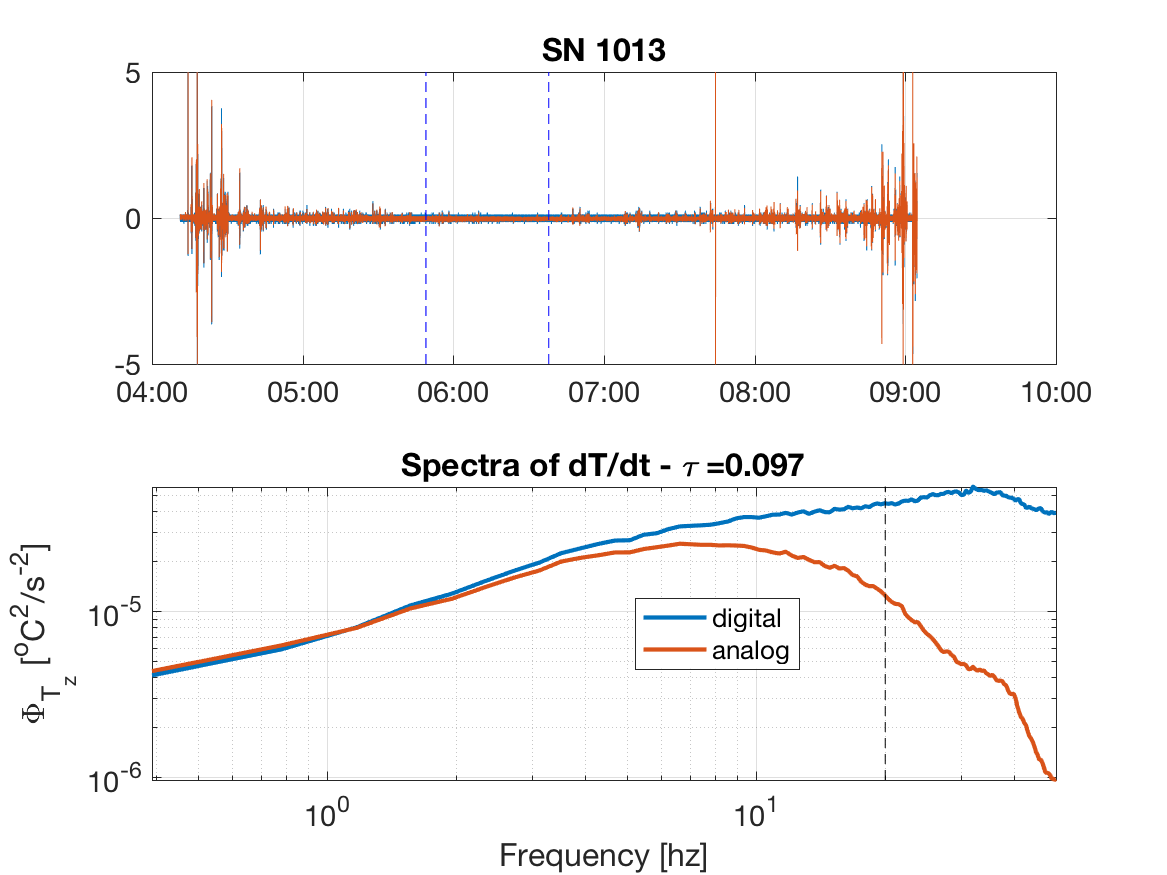 SN 1013
5
0
-5
04:00 05:00 06:00 07:00 08:00 09:00 10:00
Spectra of dT/dt - τ =0.097
Φ_{T_z} [°C²/s⁻²]
10⁻⁵
10⁻⁶
digital
analog
10⁰ 10¹
Frequency [hz]